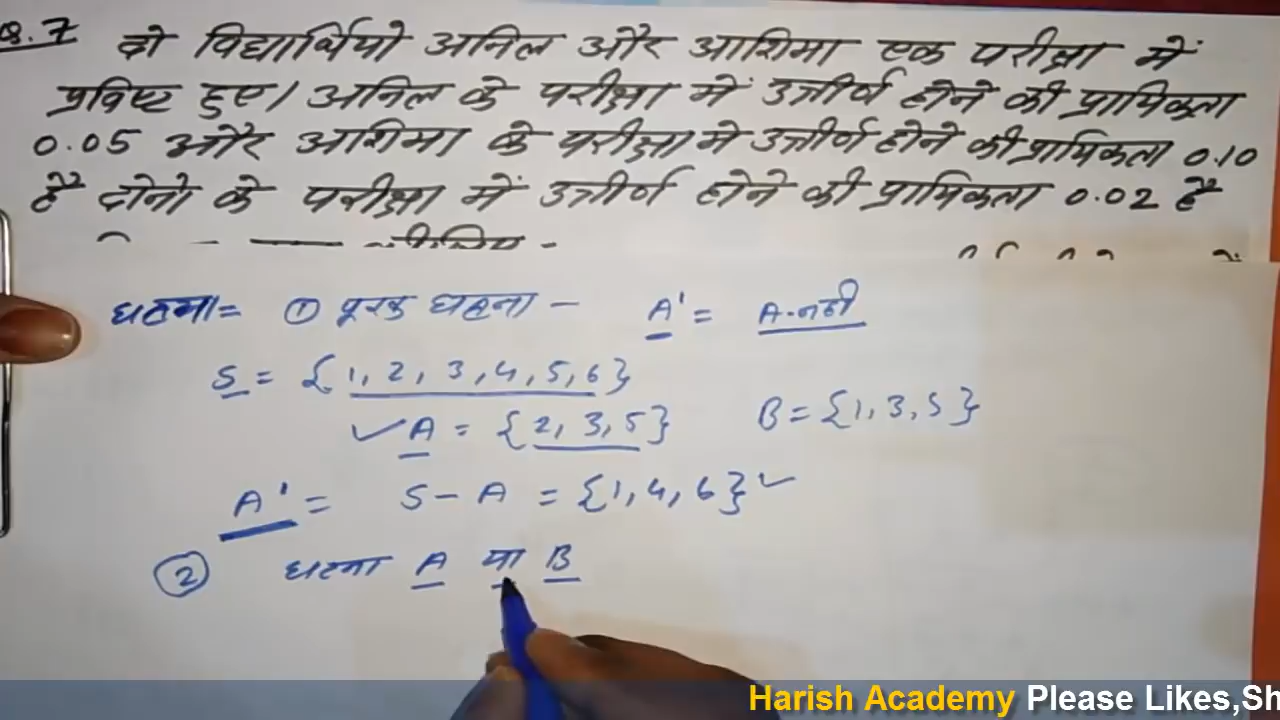 Q.7 दो विद्यार्थियो अनिल और आशिमा एक परीक्षा में
प्रविष्ट हुए। अनिल के परीक्षा में उत्तीर्ण होने की प्रायिकता
0.05 और आशिमा के परीक्षा मे उत्तीर्ण होने की प्रायिकता 0.10
है दोनो के परीक्षा में उत्तीर्ण होने की प्रायिकता 0.02 है
घटना= ① पूरक घटना - A' = A-नही
S = {1, 2, 3, 4, 5, 6}
✓A = {2, 3, 5} B = {1, 3, 5}
A' = S - A = {1, 4, 6} ✓
② घटना A या B
Harish Academy Please Likes,Sh